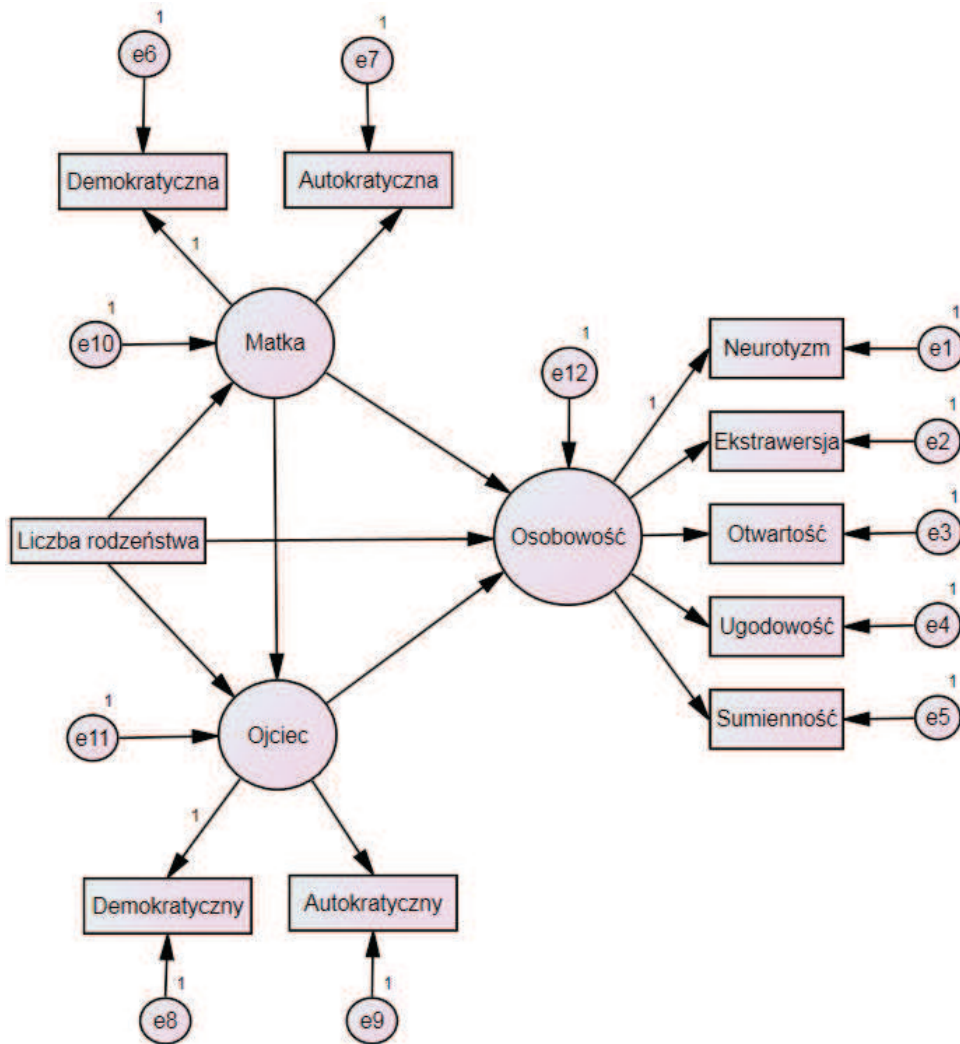 1
1
e6
e7
Demokratyczna
Autokratyczna
1
1
e10
Matka
1
e12
1
Neurotyzm
1
e1
Ekstrawersja
1
e2
Liczba rodzeństwa
Osobowość
Otwartość
1
e3
Ugodowość
1
e4
Sumienność
1
e5
1
e11
Ojciec
1
Demokratyczny
Autokratyczny
1
1
e8
e9